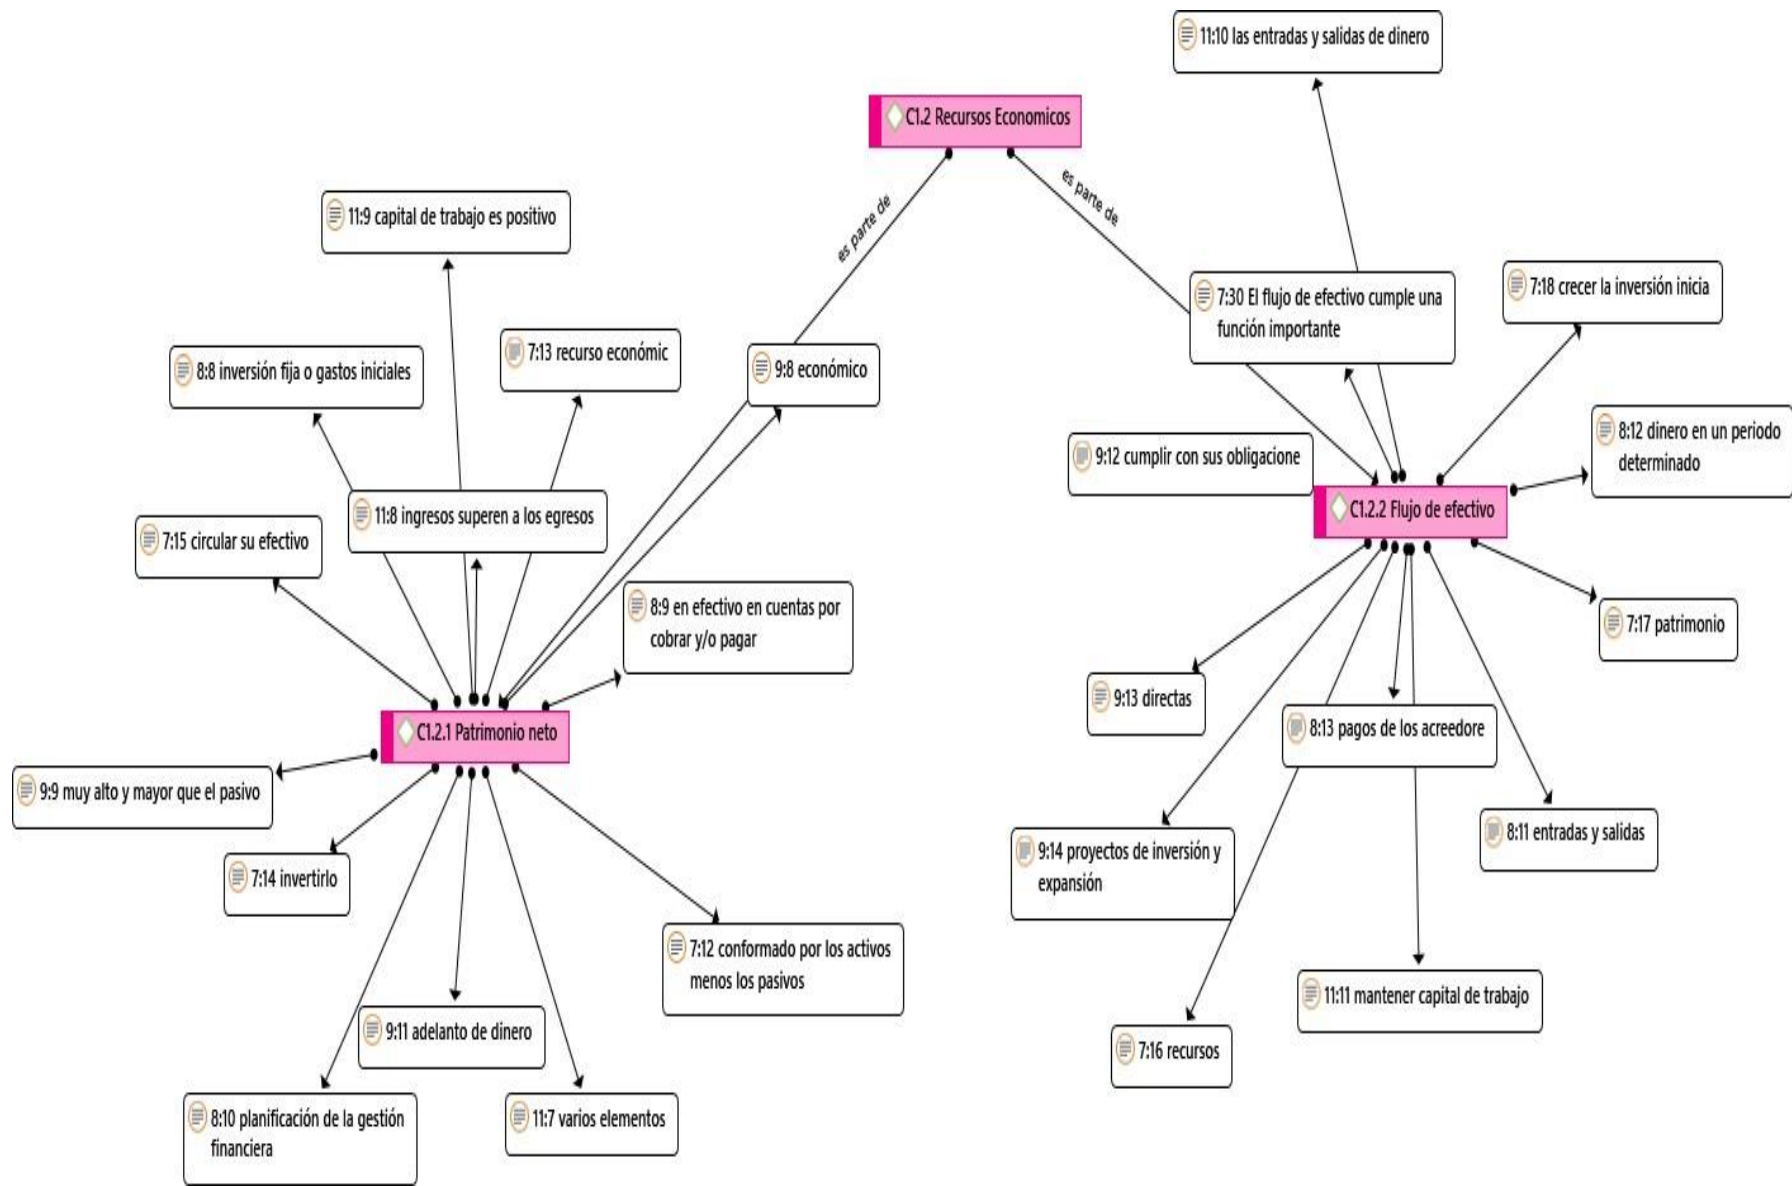 11:10 las entradas y salidas de dinero
C1.2 Recursos Economicos
es parte de
es parte de
11:9 capital de trabajo es positivo
7:30 El flujo de efectivo cumple una
función importante
7:18 crecer la inversión inicia
8:8 inversión fija o gastos iniciales
7:13 recurso económic
9:8 económico
9:12 cumplir con sus obligacione
8:12 dinero en un periodo
determinado
11:8 ingresos superen a los egresos
C1.2.2 Flujo de efectivo
7:15 circular su efectivo
8:9 en efectivo en cuentas por
cobrar y/o pagar
7:17 patrimonio
9:13 directas
C1.2.1 Patrimonio neto
8:13 pagos de los acreedore
9:9 muy alto y mayor que el pasivo
8:11 entradas y salidas
7:14 invertirlo
9:14 proyectos de inversión y
expansión
7:12 conformado por los activos
menos los pasivos
11:11 mantener capital de trabajo
9:11 adelanto de dinero
7:16 recursos
8:10 planificación de la gestión
financiera
11:7 varios elementos